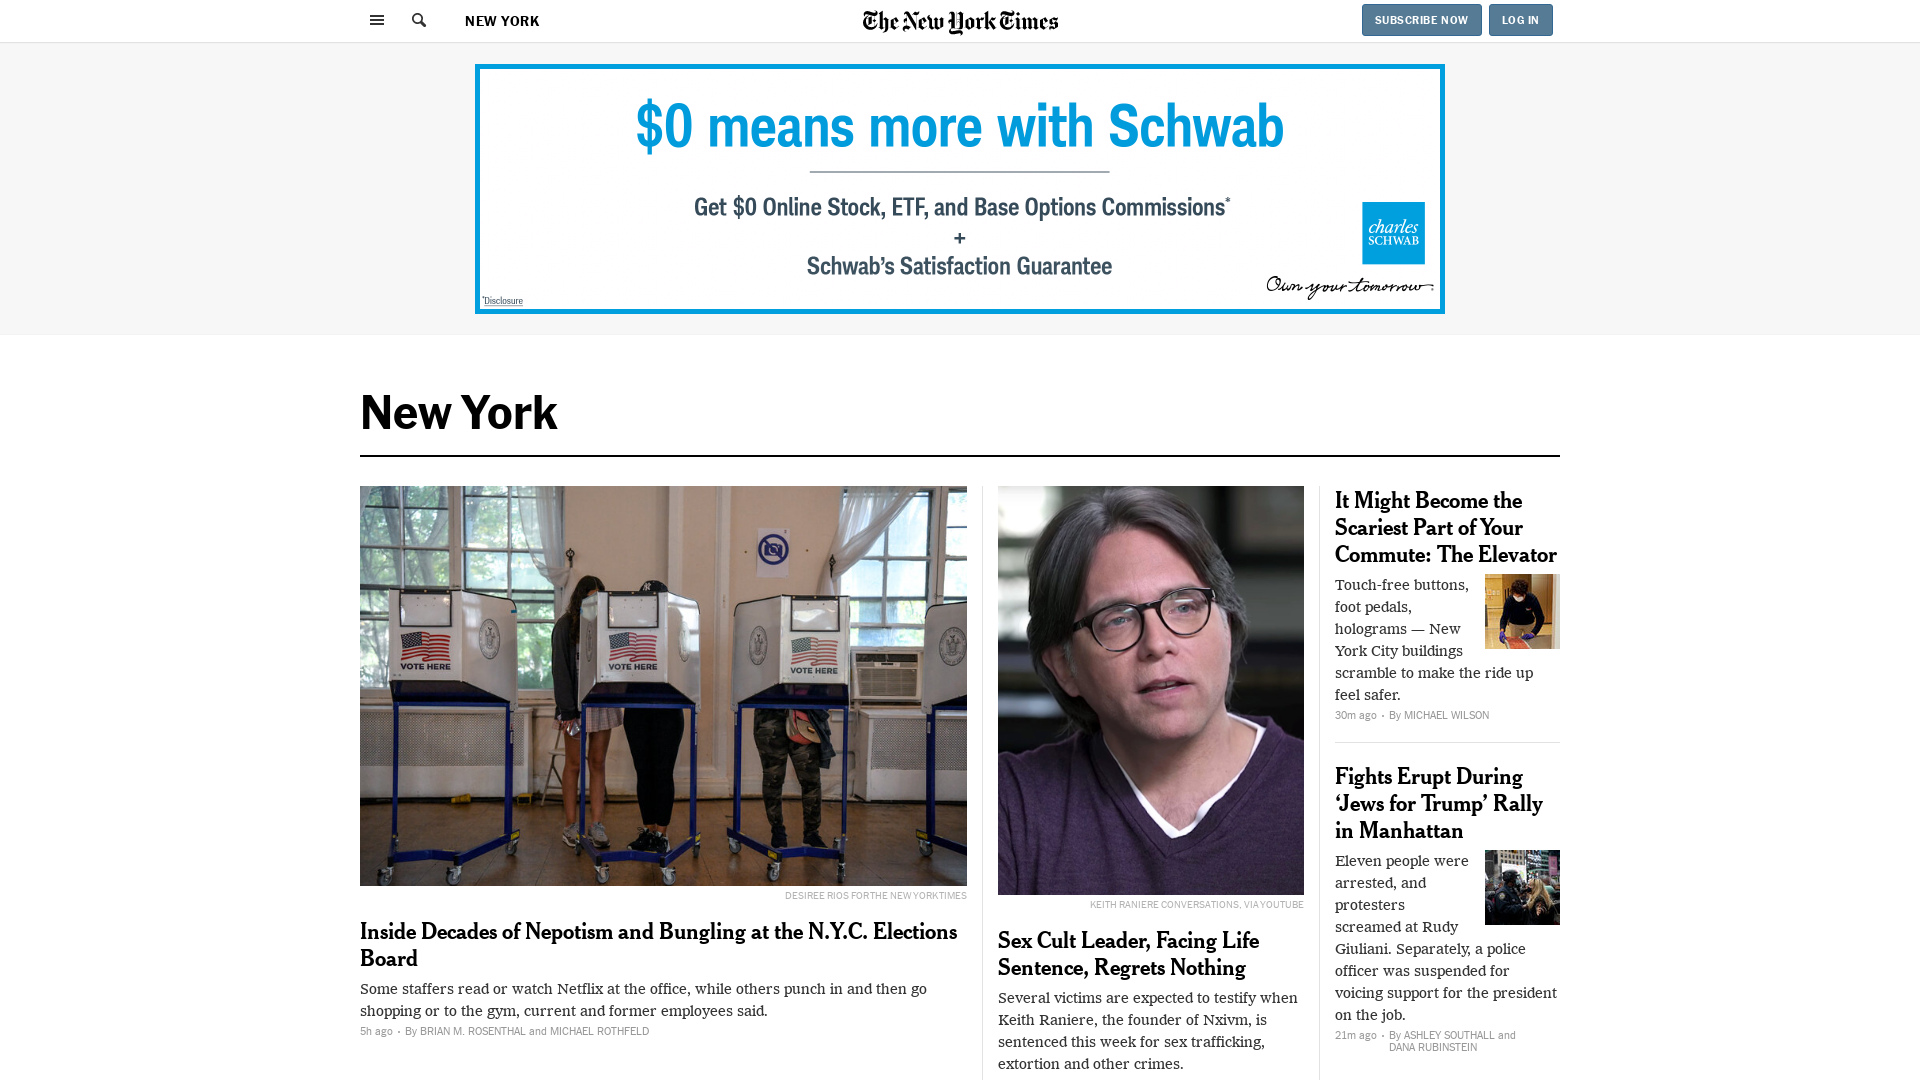 NEW YORK
The New York Times
SUBSCRIBE NOW
LOG IN
$0 means more with Schwab
Get $0 Online Stock, ETF, and Base Options Commissions*
+
Schwab's Satisfaction Guarantee
charles
SCHWAB
Own your tomorrow
*Disclosure
New York
VOTE HERE
VOTE HERE
VOTE HERE
DESIREE RIOS FOR THE NEW YORK TIMES
Inside Decades of Nepotism and Bungling at the N.Y.C. Elections
Board
Some staffers read or watch Netflix at the office, while others punch in and then go
shopping or to the gym, current and former employees said.
5h ago • By BRIAN M. ROSENTHAL and MICHAEL ROTHFELD
KEITH RANIERE CONVERSATIONS, VIA YOUTUBE
Sex Cult Leader, Facing Life
Sentence, Regrets Nothing
Several victims are expected to testify when
Keith Raniere, the founder of Nxivm, is
sentenced this week for sex trafficking,
extortion and other crimes.
It Might Become the
Scariest Part of Your
Commute: The Elevator
Touch-free buttons,
foot pedals,
holograms — New
York City buildings
scramble to make the ride up
feel safer.
30m ago • By MICHAEL WILSON
Fights Erupt During
‘Jews for Trump’ Rally
in Manhattan
Eleven people were
arrested, and
protesters
screamed at Rudy
Giuliani. Separately, a police
officer was suspended for
voicing support for the president
on the job.
21m ago • By ASHLEY SOUTHALL and
DANA RUBINSTEIN